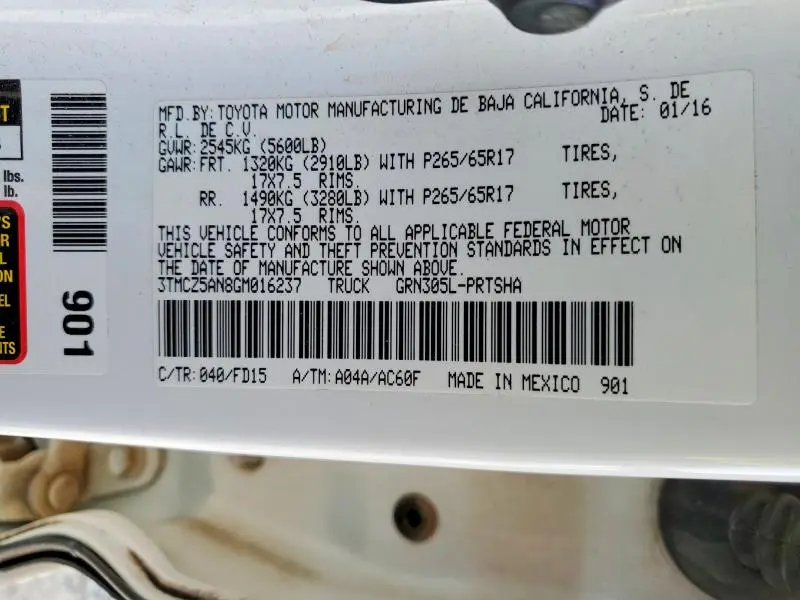 MFD.BY: TOYOTA MOTOR MANUFACTURING DE BAJA CALIFORNIA, S. DE
R.L. DE C.V. DATE: 01/16
GVWR: 2545KG (5600LB)
GAWR: FRT. 1320KG (2910LB) WITH P265/65R17 TIRES,
17X7.5 RIMS.
RR. 1490KG (3280LB) WITH P265/65R17 TIRES,
17X7.5 RIMS.
THIS VEHICLE CONFORMS TO ALL APPLICABLE FEDERAL MOTOR
VEHICLE SAFETY AND THEFT PREVENTION STANDARDS IN EFFECT ON
THE DATE OF MANUFACTURE SHOWN ABOVE.
3TMCZ5AN8GM016237 TRUCK GRN305L-PRTSHA
C/TR: 040/FD15 A/TM: A04A/AC60F MADE IN MEXICO 901
901
lbs.
lb.